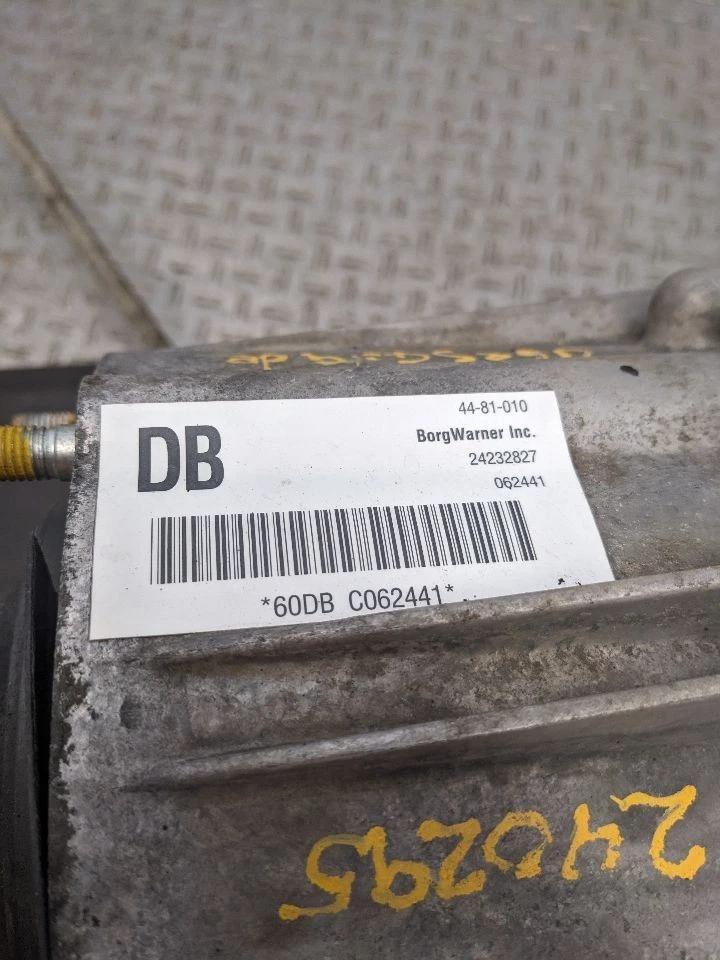 44-81-010
DB
BorgWarner Inc.
24232827
062441
*60DB C062441*
240295